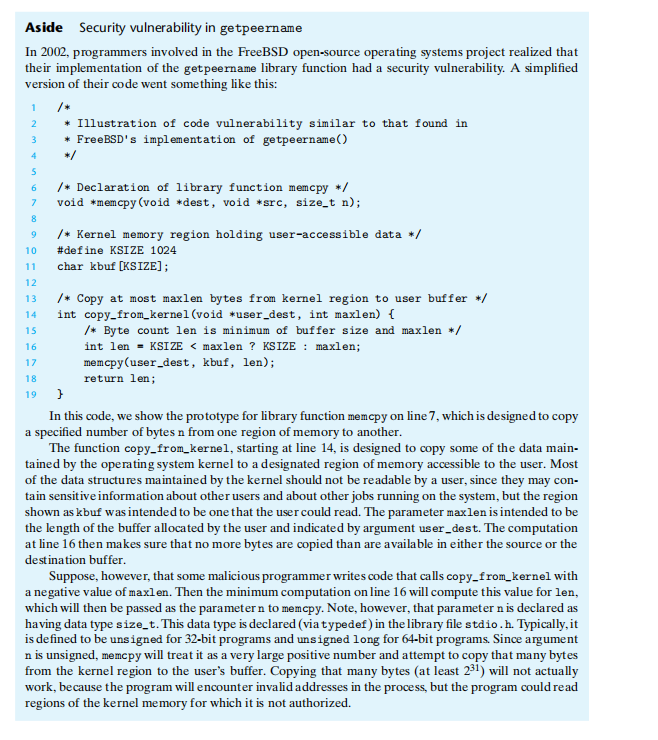 Aside Security vulnerability in getpeername
In 2002, programmers involved in the FreeBSD open-source operating systems project realized that
their implementation of the getpeername library function had a security vulnerability. A simplified
version of their code went something like this:
1 /*
2 * Illustration of code vulnerability similar to that found in
3 * FreeBSD's implementation of getpeername()
4 */
5
6 /* Declaration of library function memcpy */
7 void *memcpy(void *dest, void *src, size_t n);
8
9 /* Kernel memory region holding user-accessible data */
10 #define KSIZE 1024
11 char kbuf[KSIZE];
12
13 /* Copy at most maxlen bytes from kernel region to user buffer */
14 int copy_from_kernel(void *user_dest, int maxlen) {
15 /* Byte count len is minimum of buffer size and maxlen */
16 int len = KSIZE < maxlen ? KSIZE : maxlen;
17 memcpy(user_dest, kbuf, len);
18 return len;
19 }
In this code, we show the prototype for library function memcpy on line 7, which is designed to copy
a specified number of bytes n from one region of memory to another.
The function copy_from_kernel, starting at line 14, is designed to copy some of the data main-
tained by the operating system kernel to a designated region of memory accessible to the user. Most
of the data structures maintained by the kernel should not be readable by a user, since they may con-
tain sensitive information about other users and about other jobs running on the system, but the region
shown as kbuf was intended to be one that the user could read. The parameter maxlen is intended to be
the length of the buffer allocated by the user and indicated by argument user_dest. The computation
at line 16 then makes sure that no more bytes are copied than are available in either the source or the
destination buffer.
Suppose, however, that some malicious programmer writes code that calls copy_from_kernel with
a negative value of maxlen. Then the minimum computation on line 16 will compute this value for len,
which will then be passed as the parameter n to memcpy. Note, however, that parameter n is declared as
having data type size_t. This data type is declared (via typedef) in the library file stdio.h. Typically, it
is defined to be unsigned for 32-bit programs and unsigned long for 64-bit programs. Since argument
n is unsigned, memcpy will treat it as a very large positive number and attempt to copy that many bytes
from the kernel region to the user's buffer. Copying that many bytes (at least 2³¹) will not actually
work, because the program will encounter invalid addresses in the process, but the program could read
regions of the kernel memory for which it is not authorized.